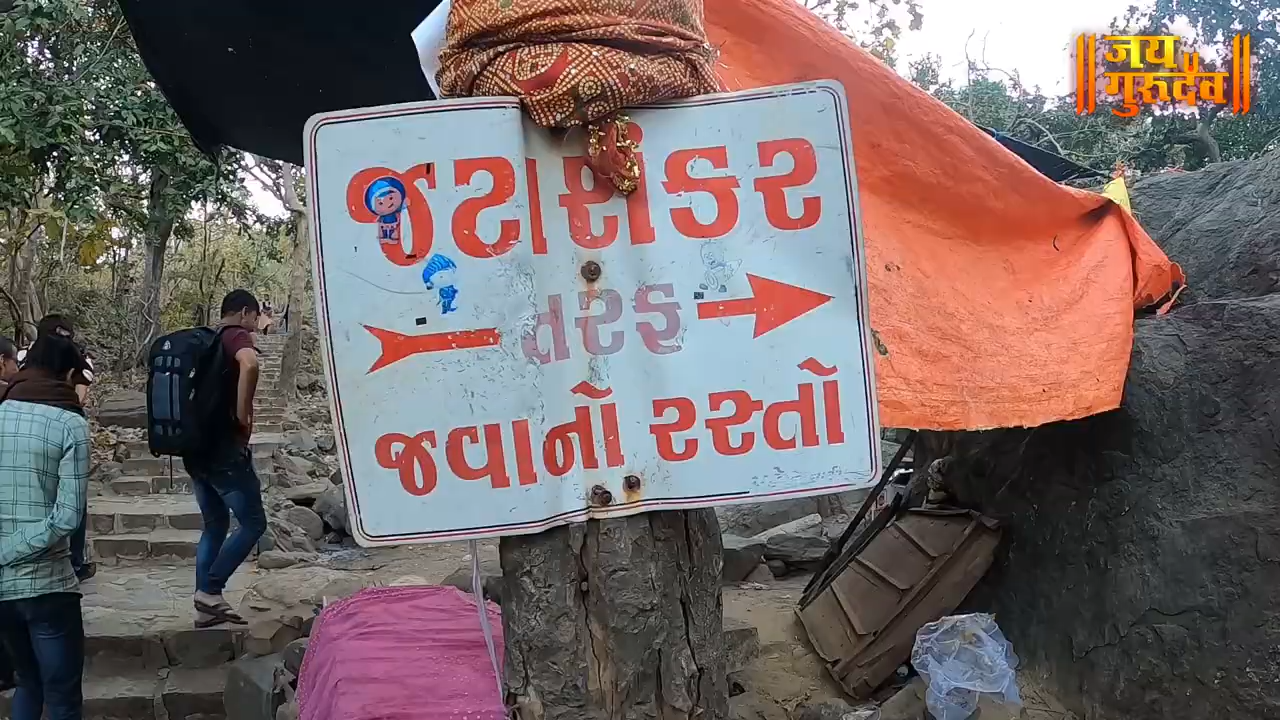 જટાશંકર
તરફ
જવાનો રસ્તો
॥ जय गुरूदेव ॥